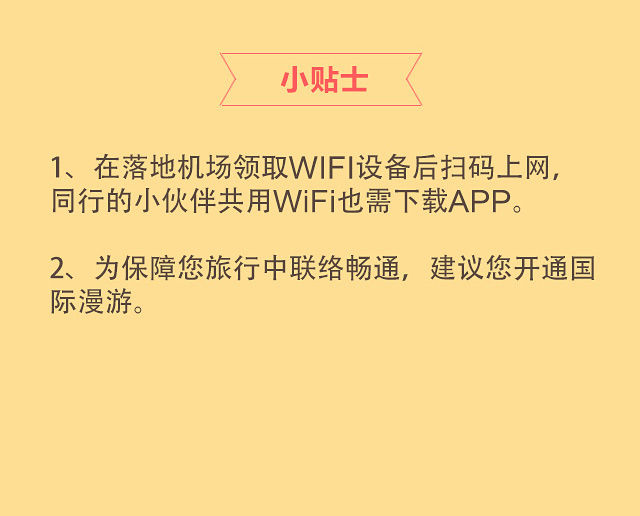 小贴士
1、在落地机场领取WIFI设备后扫码上网，
同行的小伙伴共用WiFi也需下载APP。
2、为保障您旅行中联络畅通，建议您开通国
际漫游。